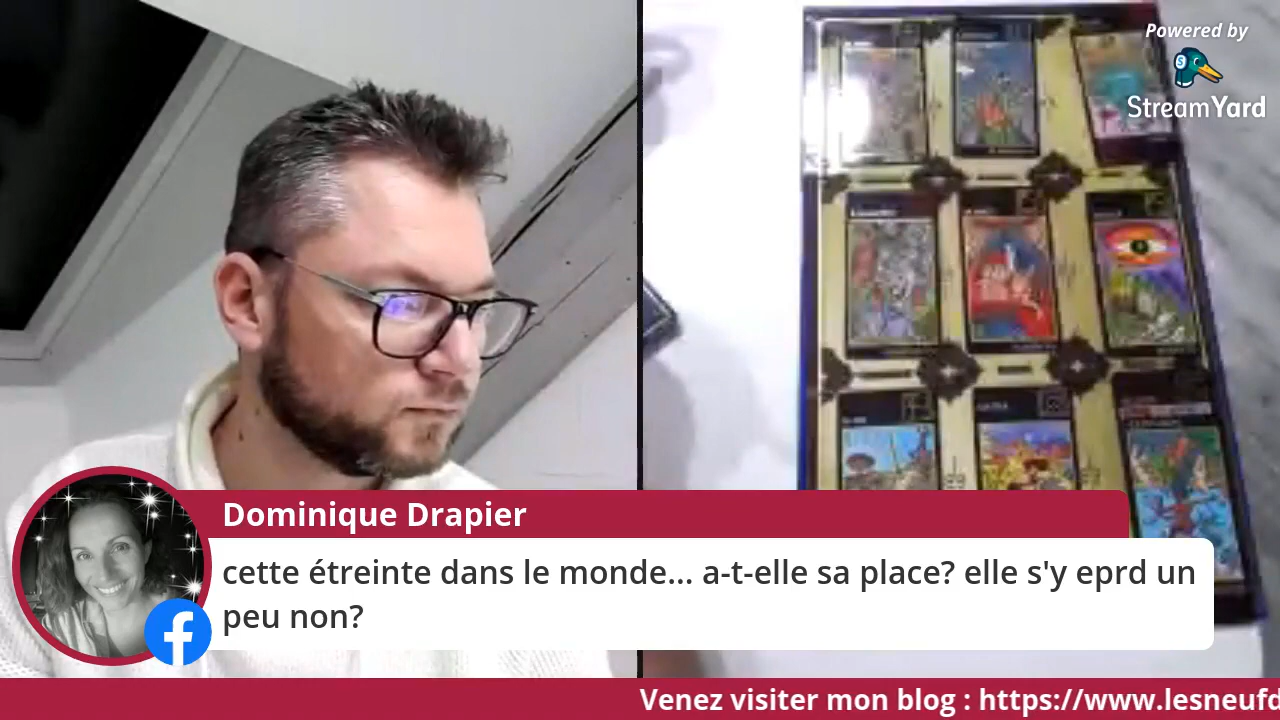 Powered by
StreamYard
Dominique Drapier
cette étreinte dans le monde... a-t-elle sa place? elle s'y eprd un
peu non?
Venez visiter mon blog : https://www.lesneufd